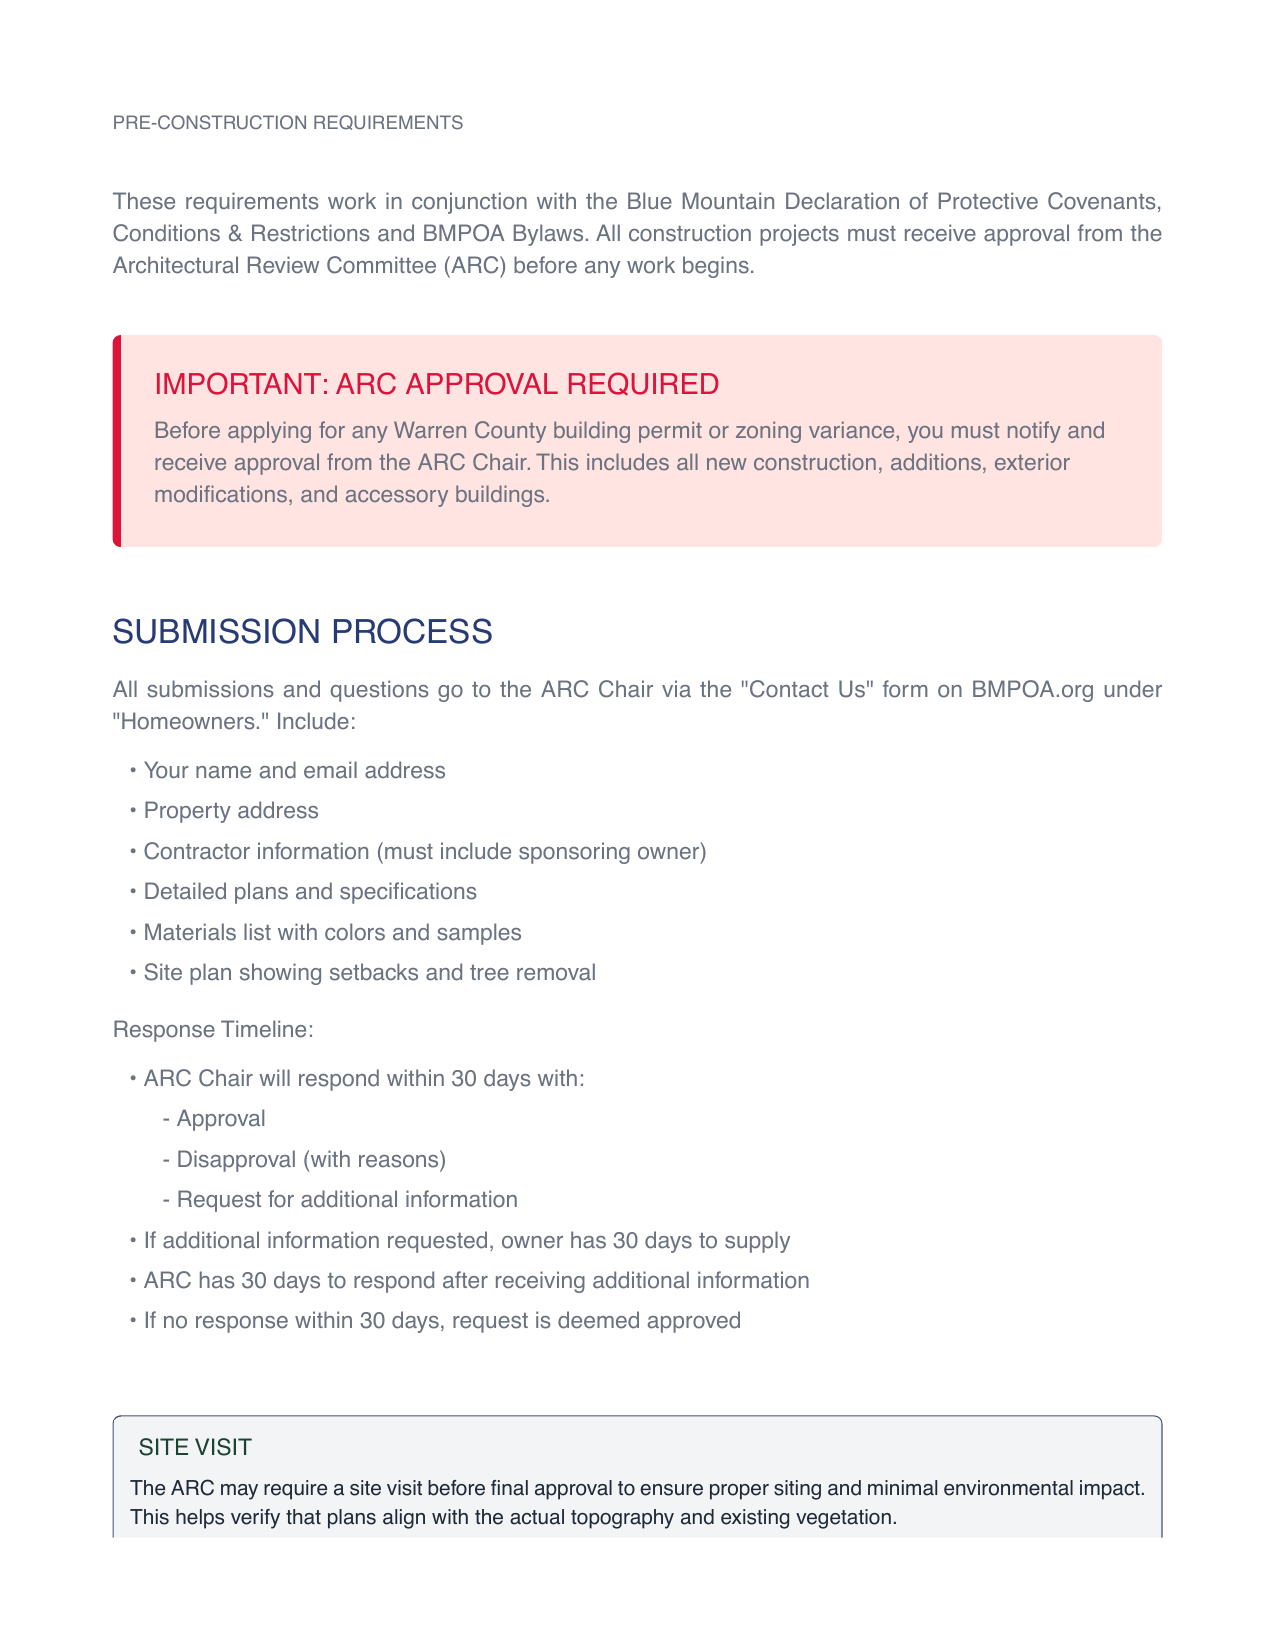 PRE-CONSTRUCTION REQUIREMENTS
These requirements work in conjunction with the Blue Mountain Declaration of Protective Covenants,
Conditions & Restrictions and BMPOA Bylaws. All construction projects must receive approval from the
Architectural Review Committee (ARC) before any work begins.
IMPORTANT: ARC APPROVAL REQUIRED
Before applying for any Warren County building permit or zoning variance, you must notify and
receive approval from the ARC Chair. This includes all new construction, additions, exterior
modifications, and accessory buildings.
SUBMISSION PROCESS
All submissions and questions go to the ARC Chair via the "Contact Us" form on BMPOA.org under
"Homeowners." Include:
• Your name and email address
• Property address
• Contractor information (must include sponsoring owner)
• Detailed plans and specifications
• Materials list with colors and samples
• Site plan showing setbacks and tree removal
Response Timeline:
• ARC Chair will respond within 30 days with:
- Approval
- Disapproval (with reasons)
- Request for additional information
• If additional information requested, owner has 30 days to supply
• ARC has 30 days to respond after receiving additional information
• If no response within 30 days, request is deemed approved
SITE VISIT
The ARC may require a site visit before final approval to ensure proper siting and minimal environmental impact.
This helps verify that plans align with the actual topography and existing vegetation.